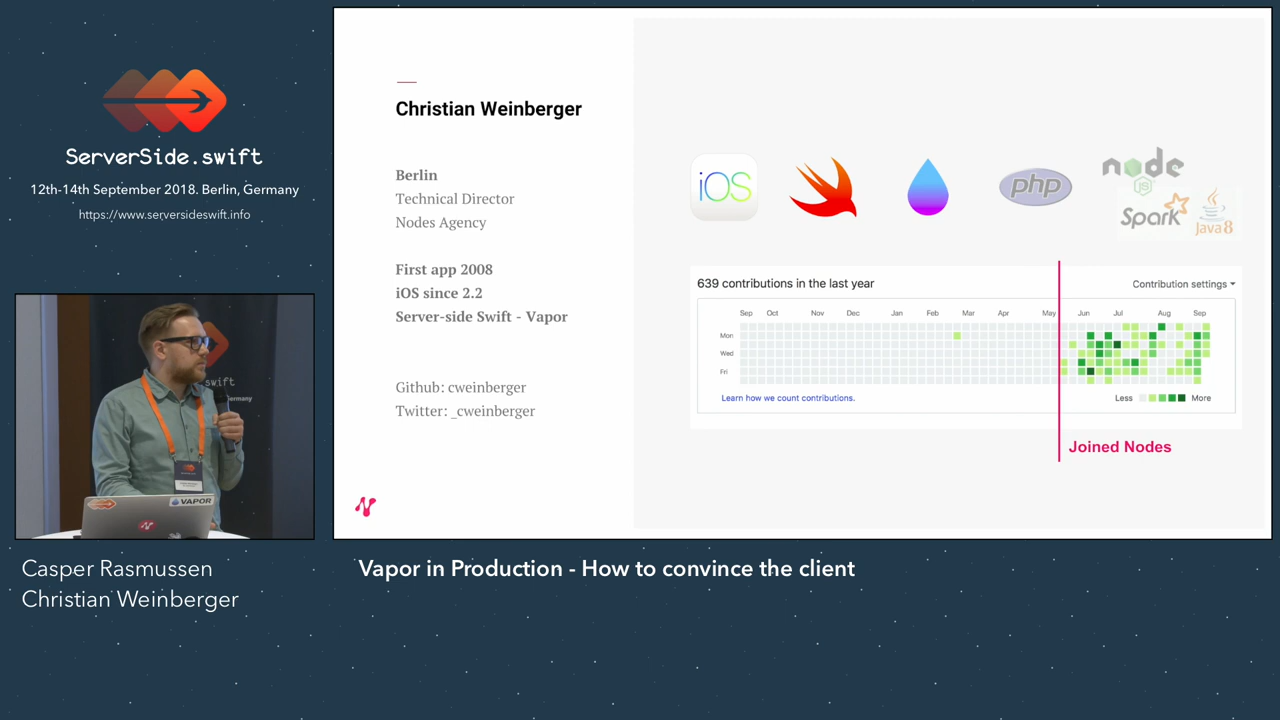 ServerSide.swift
12th-14th September 2018. Berlin, Germany
https://www.serversideswift.info
swift
Germany
VAPOR
Casper Rasmussen
Christian Weinberger
Christian Weinberger
Berlin
Technical Director
Nodes Agency
First app 2008
iOS since 2.2
Server-side Swift - Vapor
Github: cweinberger
Twitter: _cweinberger
iOS
php
node
JS
Spark
Java8
639 contributions in the last year
Contribution settings
Sep Oct Nov Dec Jan Feb Mar Apr May Jun Jul Aug Sep
Mon
Wed
Fri
Learn how we count contributions.
Less More
Joined Nodes
Vapor in Production - How to convince the client